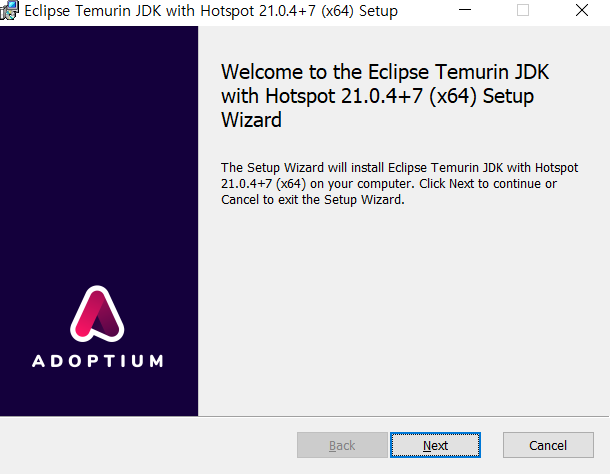 Eclipse Temurin JDK with Hotspot 21.0.4+7 (x64) Setup
Welcome to the Eclipse Temurin JDK
with Hotspot 21.0.4+7 (x64) Setup
Wizard
The Setup Wizard will install Eclipse Temurin JDK with Hotspot
21.0.4+7 (x64) on your computer. Click Next to continue or
Cancel to exit the Setup Wizard.
ADOPTIUM
Back
Next
Cancel